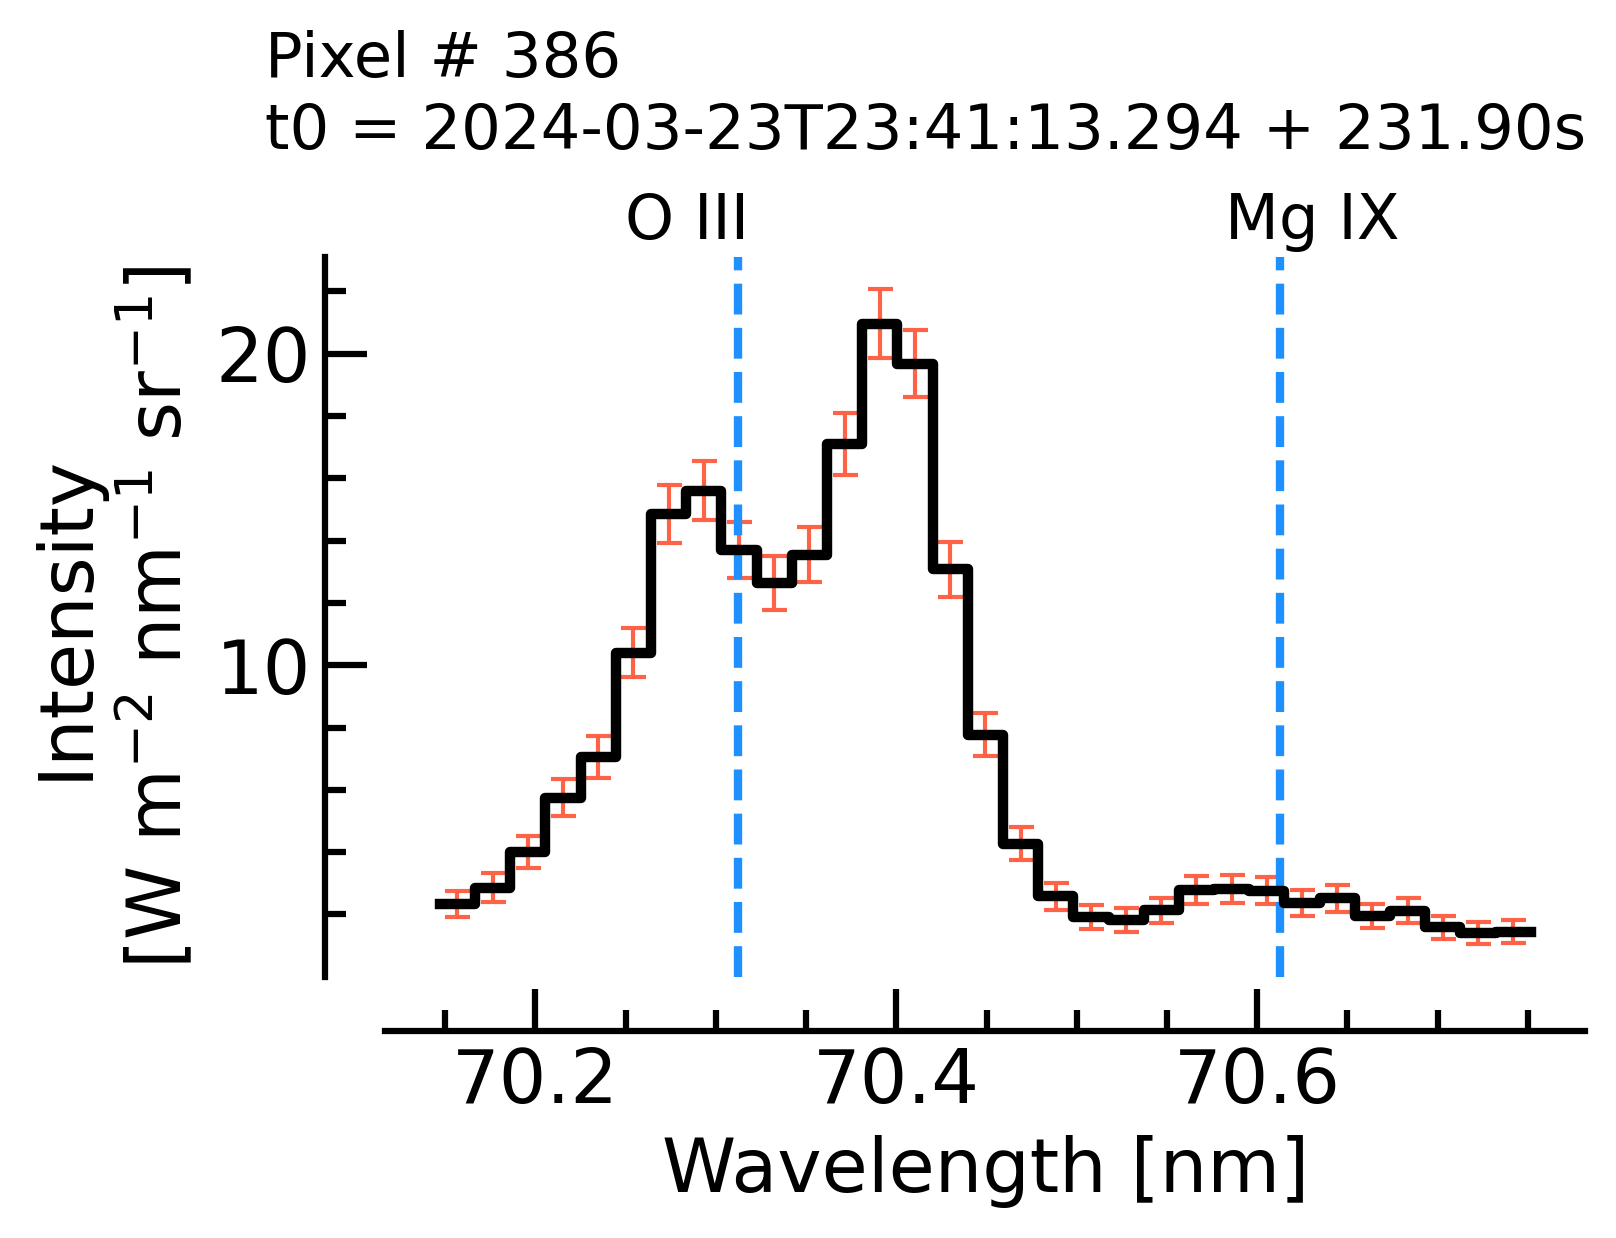 Pixel # 386
t0 = 2024-03-23T23:41:13.294 + 231.90s
O III
Mg IX
Intensity
[W m⁻² nm⁻¹ sr⁻¹]
20
10
70.2
70.4
70.6
Wavelength [nm]